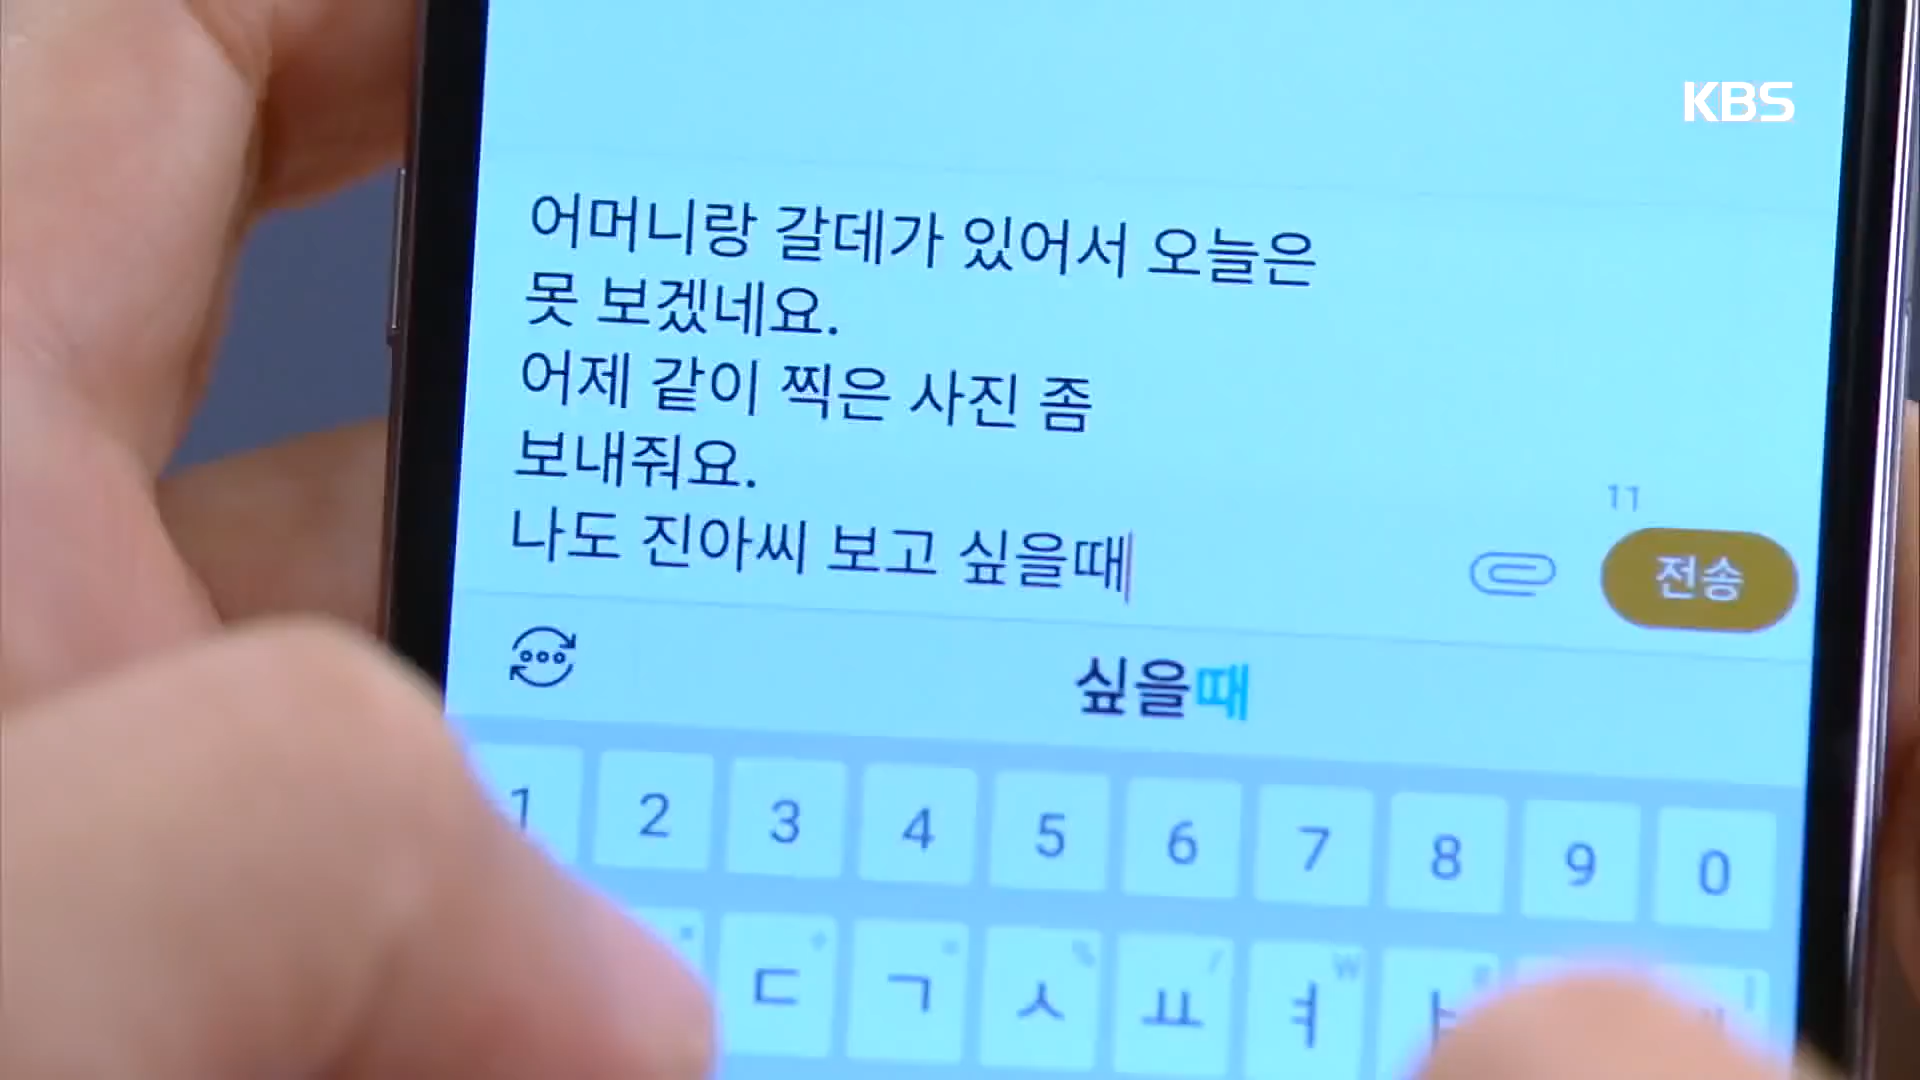 KBS
어머니랑 갈데가 있어서 오늘은
못 보겠네요.
어제 같이 찍은 사진 좀
보내줘요.
나도 진아씨 보고 싶을때
11
전송
싶을때
1 2 3 4 5 6 7 8 9 0
ㄷ ㄱ ㅅ ㅛ ㅕ